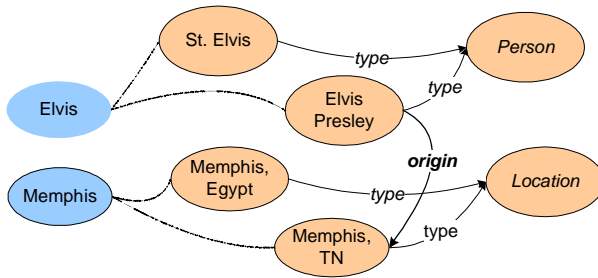 St. Elvis
type
Person
Elvis
Elvis
Presley
type
origin
Memphis
Memphis,
Egypt
type
Location
Memphis,
TN
type